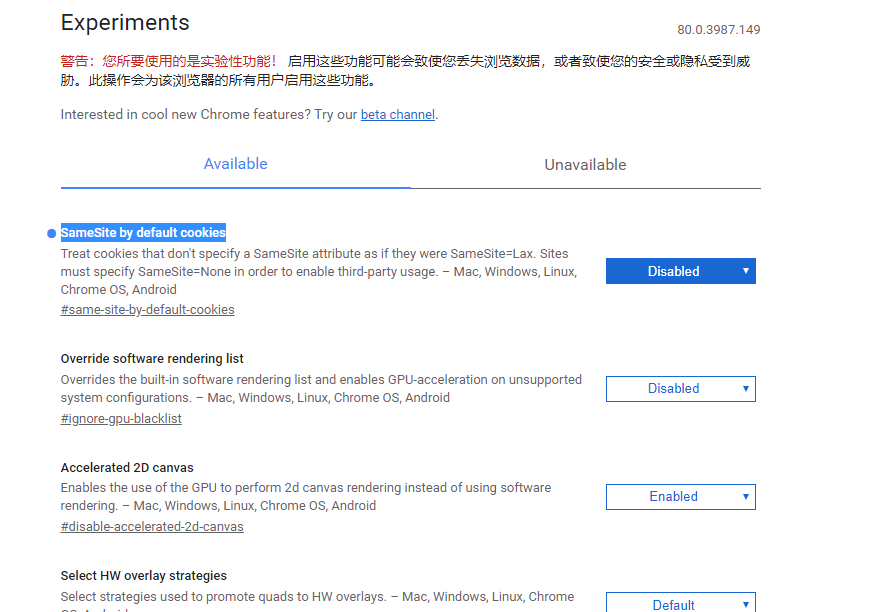 Experiments
80.0.3987.149
警告：您所要使用的是实验性功能！ 启用这些功能可能会致使您丢失浏览数据，或者致使您的安全或隐私受到威
胁。此操作会为该浏览器的所有用户启用这些功能。
Interested in cool new Chrome features? Try our beta channel.
Available
Unavailable
SameSite by default cookies
Treat cookies that don't specify a SameSite attribute as if they were SameSite=Lax. Sites
must specify SameSite=None in order to enable third-party usage. – Mac, Windows, Linux,
Chrome OS, Android
#same-site-by-default-cookies
Disabled
Override software rendering list
Overrides the built-in software rendering list and enables GPU-acceleration on unsupported
system configurations. – Mac, Windows, Linux, Chrome OS, Android
#ignore-gpu-blacklist
Disabled
Accelerated 2D canvas
Enables the use of the GPU to perform 2d canvas rendering instead of using software
rendering. – Mac, Windows, Linux, Chrome OS, Android
#disable-accelerated-2d-canvas
Enabled
Select HW overlay strategies
Select strategies used to promote quads to HW overlays. – Mac, Windows, Linux, Chrome
Default